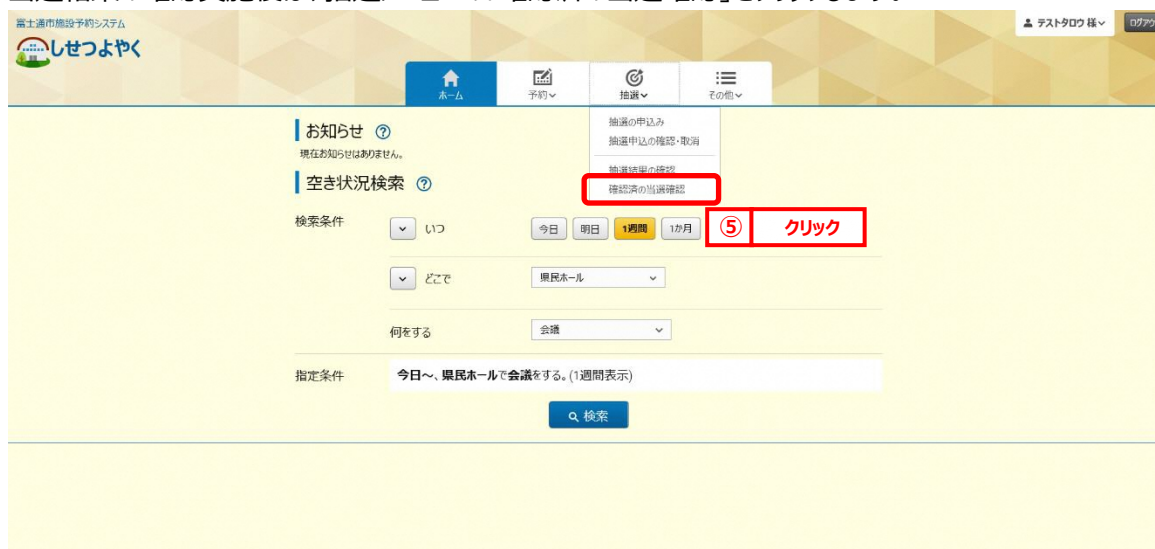 富士通市施設予約システム
しせつよやく
テストタロウ 様
ホーム
予約
抽選
その他
抽選の申込み
抽選申込の確認・取消
抽選結果の確認
確認済の当選確認
お知らせ
現在お知らせはありません。
空き状況検索
検索条件
いつ
今日 明日 1週間 1か月
⑤ クリック
どこで
県民ホール
何をする
会議
指定条件
今日～、県民ホールで会議をする。(1週間表示)
検索